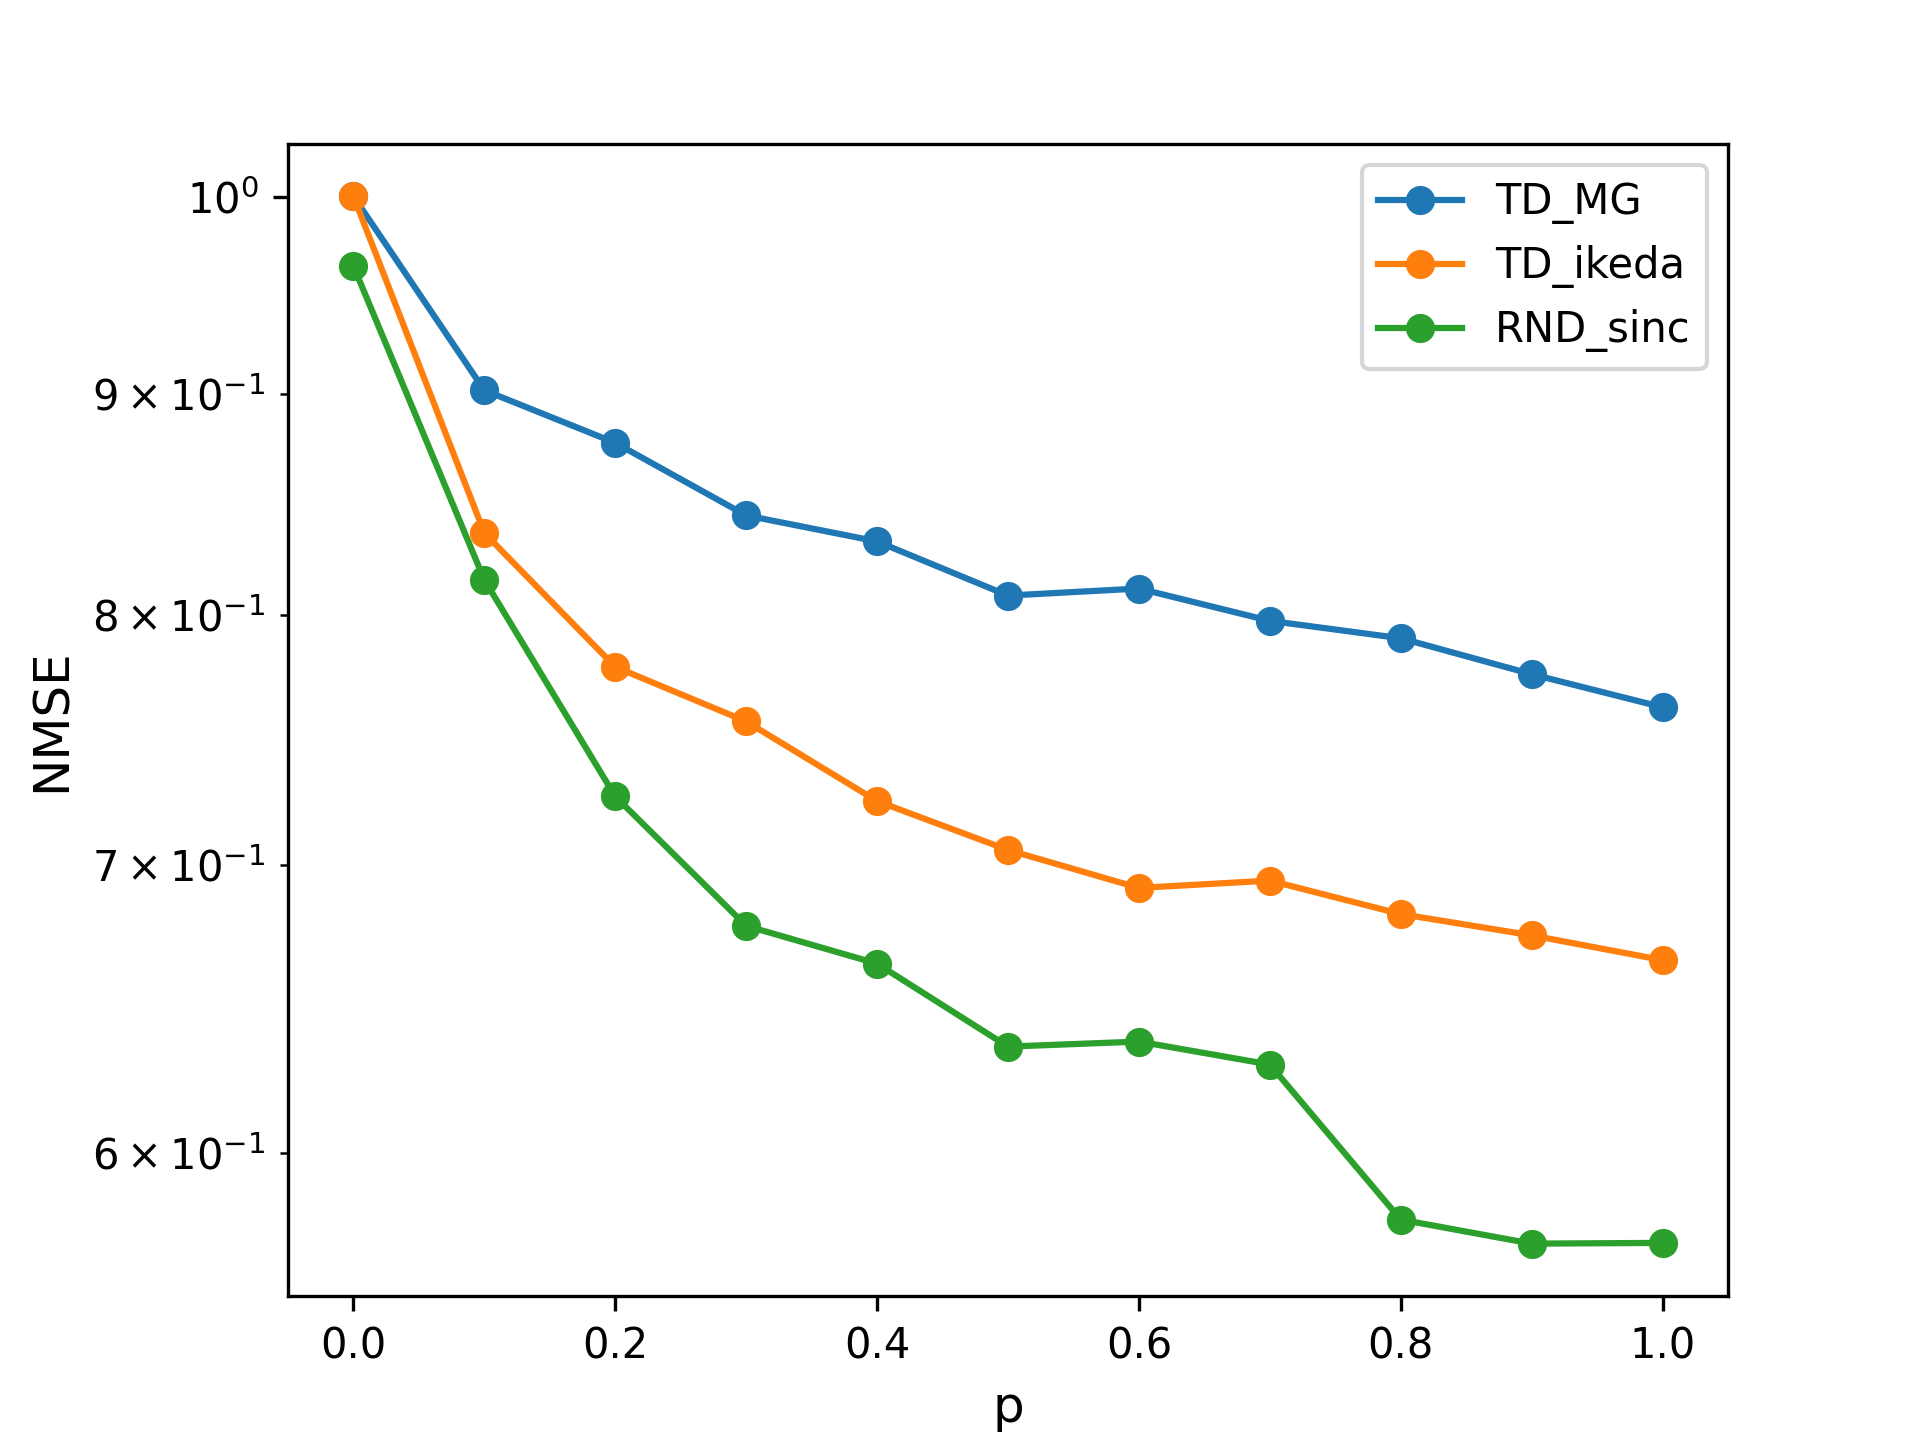 10⁰
9 × 10⁻¹
8 × 10⁻¹
7 × 10⁻¹
6 × 10⁻¹
NMSE
TD_MG
TD_ikeda
RND_sinc
0.0 0.2 0.4 0.6 0.8 1.0
p